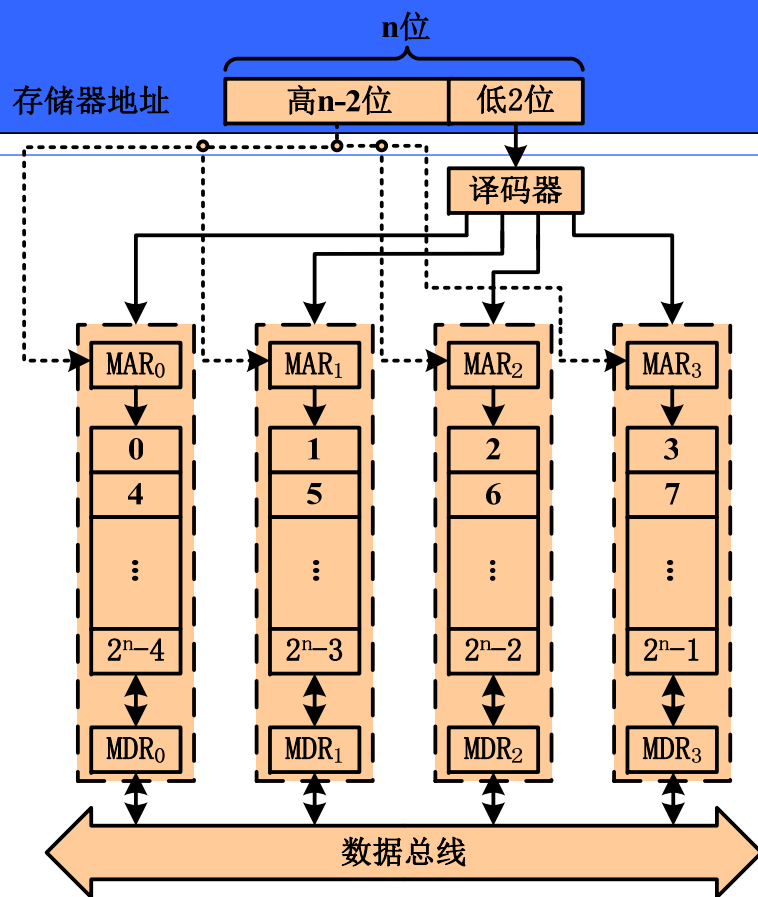 n位
存储器地址 高n-2位 低2位
译码器
MAR₀ MAR₁ MAR₂ MAR₃
0 1 2 3
4 5 6 7
⋮ ⋮ ⋮ ⋮
2ⁿ-4 2ⁿ-3 2ⁿ-2 2ⁿ-1
MDR₀ MDR₁ MDR₂ MDR₃
数据总线